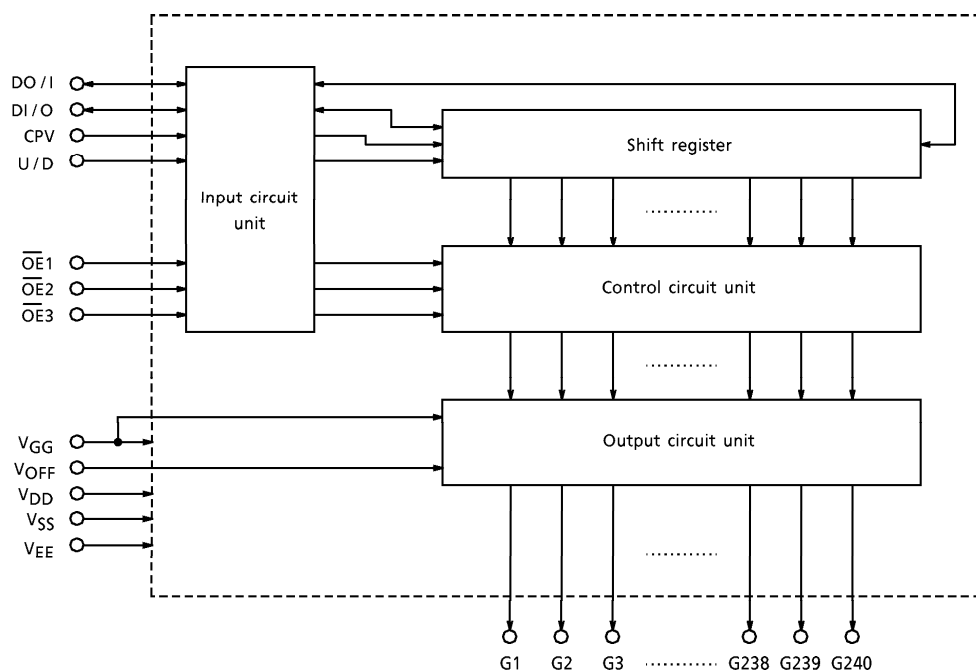 DO/I
DI/O
CPV
U/D
Input circuit
unit
Shift register
OE1
OE2
OE3
Control circuit unit
Output circuit unit
VGG
VOFF
VDD
VSS
VEE
G1 G2 G3 ............ G238 G239 G240